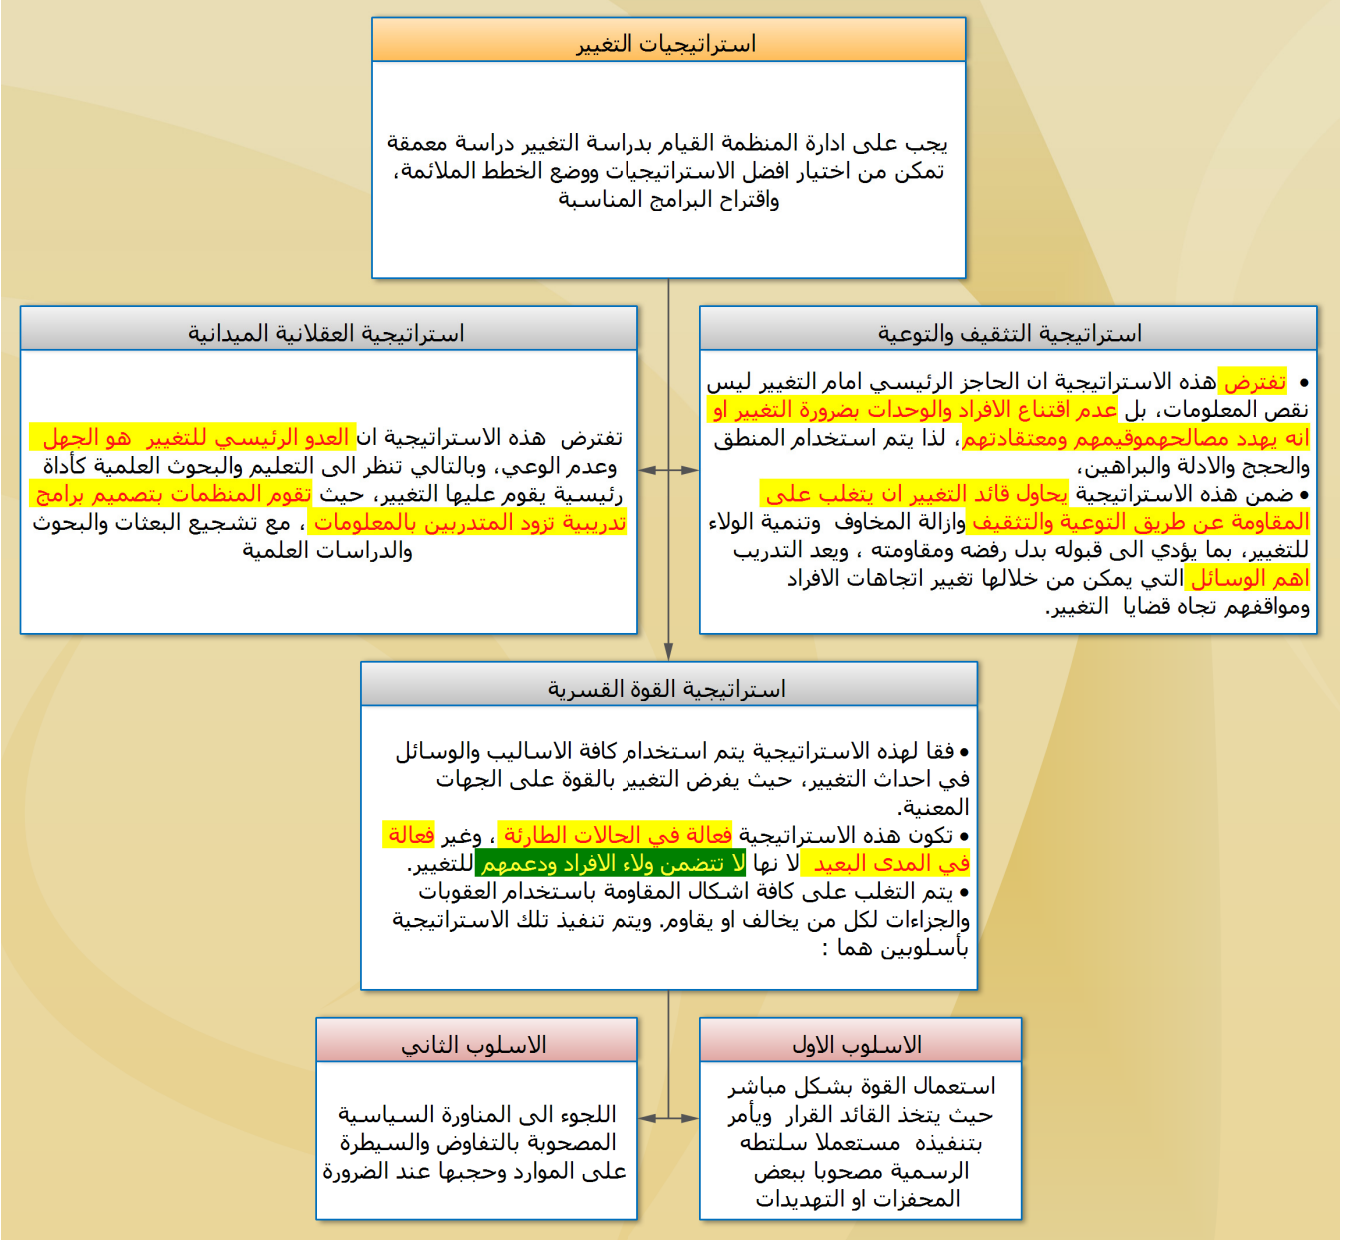 استراتيجيات التغيير
يجب على ادارة المنظمة القيام بدراسة التغيير دراسة معمقة
تمكن من اختيار افضل الاستراتيجيات ووضع الخطط الملائمة،
واقتراح البرامج المناسبة
استراتيجية التثقيف والتوعية
• تفترض هذه الاستراتيجية ان الحاجز الرئيسي امام التغيير ليس
نقص المعلومات، بل عدم اقتناع الافراد والوحدات بضرورة التغيير او
انه يهدد مصالحهموقيمهم ومعتقادتهم، لذا يتم استخدام المنطق
والحجج والادلة والبراهين،
• ضمن هذه الاستراتيجية يحاول قائد التغيير ان يتغلب على
المقاومة عن طريق التوعية والتثقيف وازالة المخاوف وتنمية الولاء
للتغيير، بما يؤدي الى قبوله بدل رفضه ومقاومته ، ويعد التدريب
اهم الوسائل التي يمكن من خلالها تغيير اتجاهات الافراد
ومواقفهم تجاه قضايا التغيير.
استراتيجية العقلانية الميدانية
تفترض هذه الاستراتيجية ان العدو الرئيسي للتغيير هو الجهل
وعدم الوعي، وبالتالي تنظر الى التعليم والبحوث العلمية كأداة
رئيسية يقوم عليها التغيير، حيث تقوم المنظمات بتصميم برامج
تدريبية تزود المتدربين بالمعلومات ، مع تشجيع البعثات والبحوث
والدراسات العلمية
استراتيجية القوة القسرية
• فقا لهذه الاستراتيجية يتم استخدام كافة الاساليب والوسائل
في احداث التغيير، حيث يفرض التغيير بالقوة على الجهات
المعنية.
• تكون هذه الاستراتيجية فعالة في الحالات الطارئة ، وغير فعالة
في المدى البعيد لا نها لا تتضمن ولاء الافراد ودعمهم للتغيير.
• يتم التغلب على كافة اشكال المقاومة باستخدام العقوبات
والجزاءات لكل من يخالف او يقاوم. ويتم تنفيذ تلك الاستراتيجية
بأسلوبين هما :
الاسلوب الاول
استعمال القوة بشكل مباشر
حيث يتخذ القائد القرار ويأمر
بتنفيذه مستعملا سلتطه
الرسمية مصحوبا ببعض
المحفزات او التهديدات
الاسلوب الثاني
اللجوء الى المناورة السياسية
المصحوبة بالتفاوض والسيطرة
على الموارد وحجبها عند الضرورة